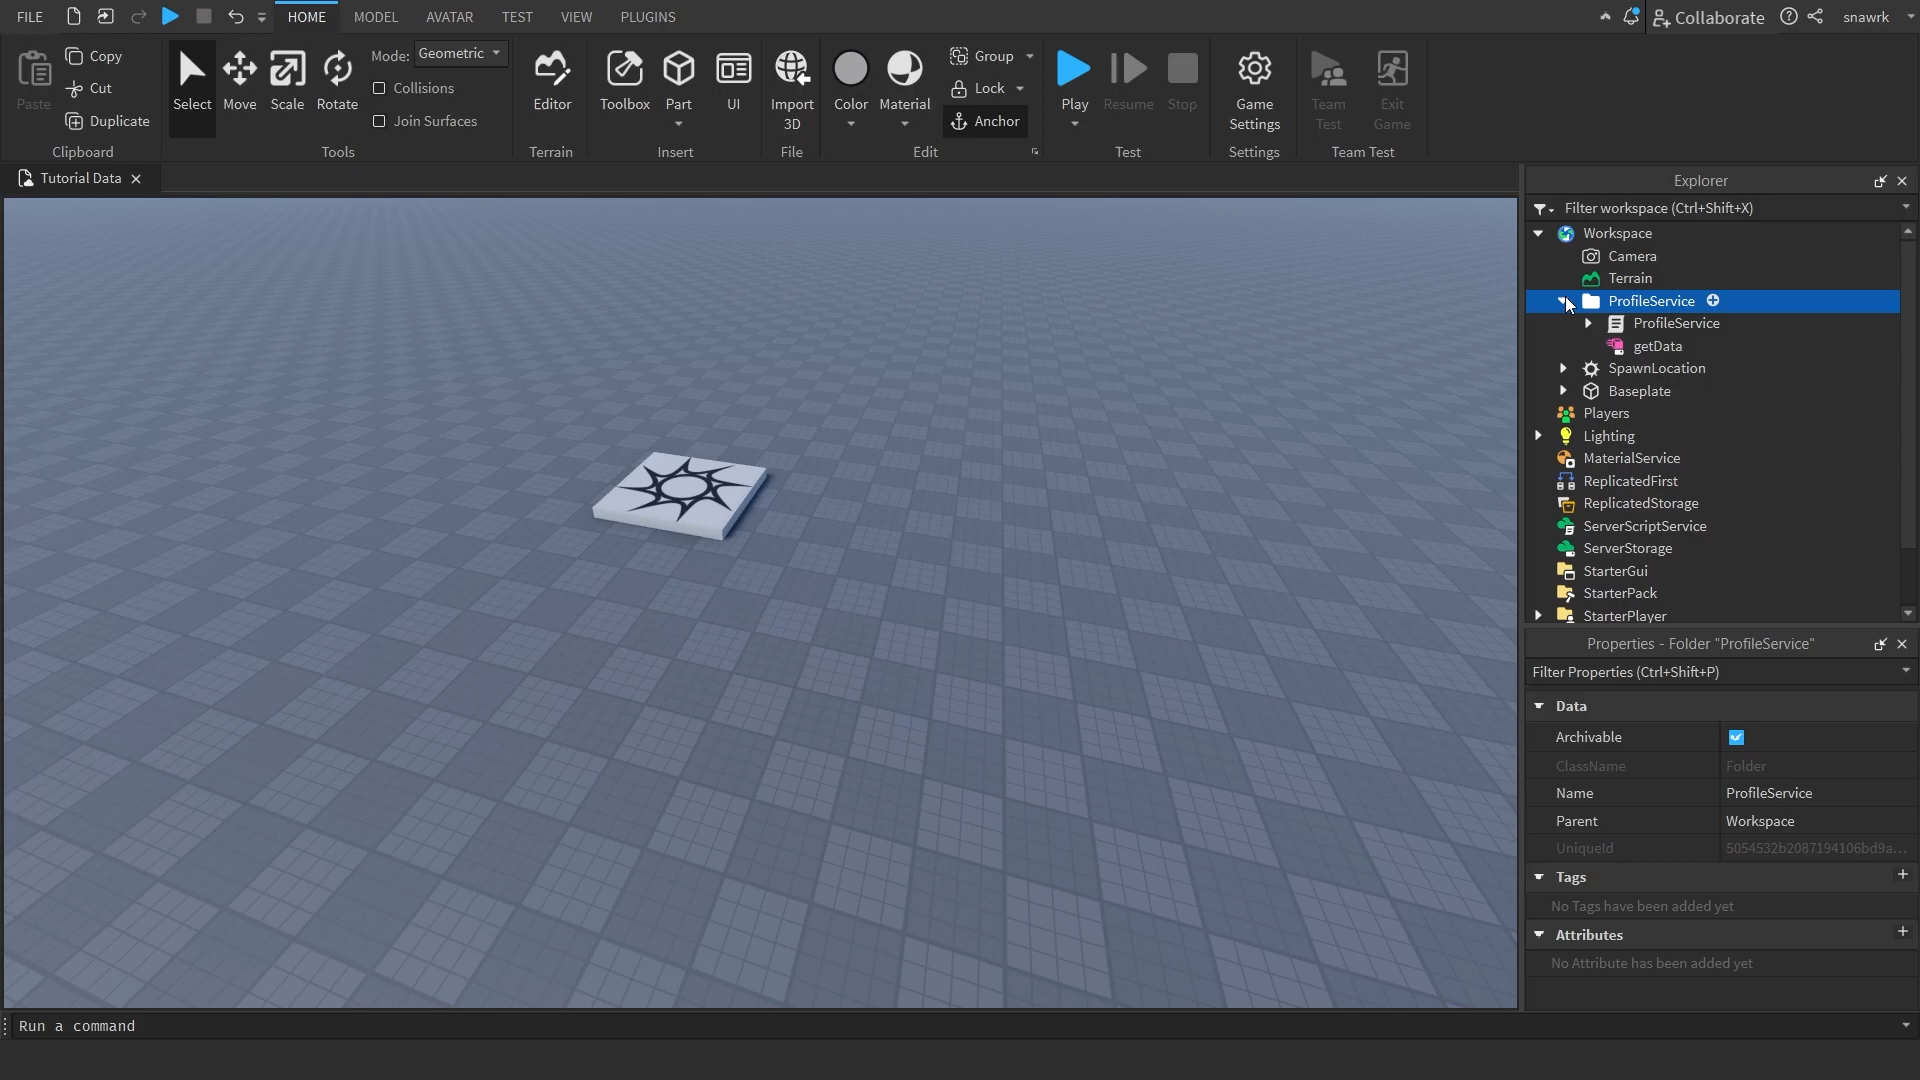 FILE HOME MODEL AVATAR TEST VIEW PLUGINS Collaborate snawrk
Paste Copy Cut Duplicate
Clipboard
Select Move Scale Rotate Mode: Geometric
Collisions
Join Surfaces
Tools
Editor
Terrain
Toolbox Part UI
Insert
Import 3D
File
Color Material Group Lock Anchor
Edit
Play Resume Stop
Test
Game Settings
Settings
Team Test Exit Game
Team Test
Tutorial Data
Explorer
Filter workspace (Ctrl+Shift+X)
Workspace
Camera
Terrain
ProfileService
ProfileService
getData
SpawnLocation
Baseplate
Players
Lighting
MaterialService
ReplicatedFirst
ReplicatedStorage
ServerScriptService
ServerStorage
StarterGui
StarterPack
StarterPlayer
Properties - Folder "ProfileService"
Filter Properties (Ctrl+Shift+P)
Data
Archivable
ClassName Folder
Name ProfileService
Parent Workspace
UniqueId 5054532b2087194106bd9a...
Tags
No Tags have been added yet
Attributes
No Attribute has been added yet
Run a command